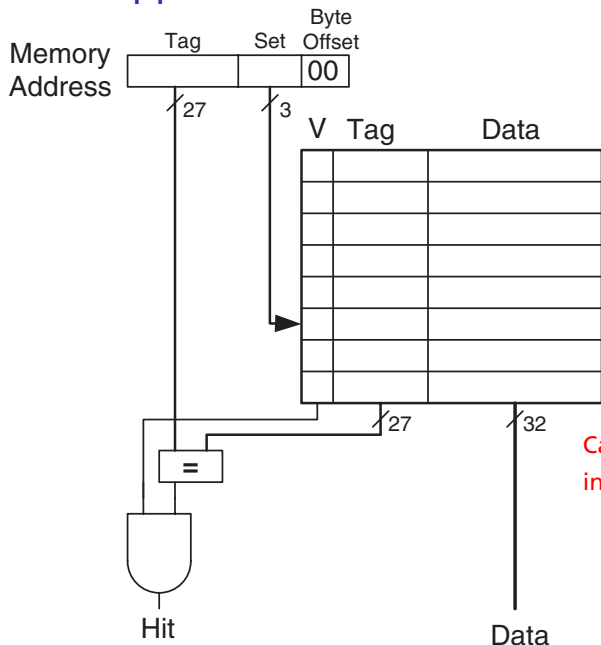 Byte
Tag Set Offset
Memory
Address
00
27 3
V Tag Data
27 32
=
Hit
Data